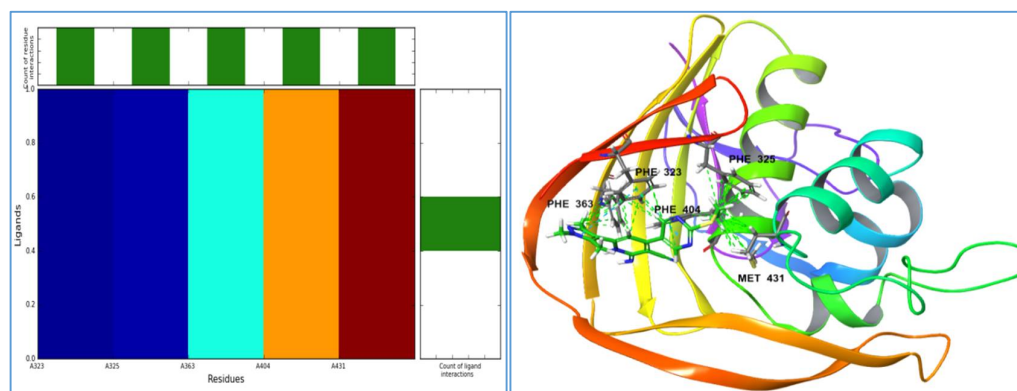 Count of residue
interactions
1.0
0.8
0.6
0.4
0.2
0.0
Ligands
A323 A325 A363 A404 A431
Residues
Count of ligand
interactions
PHE 325
PHE 323
PHE 363
PHE 404
MET 431